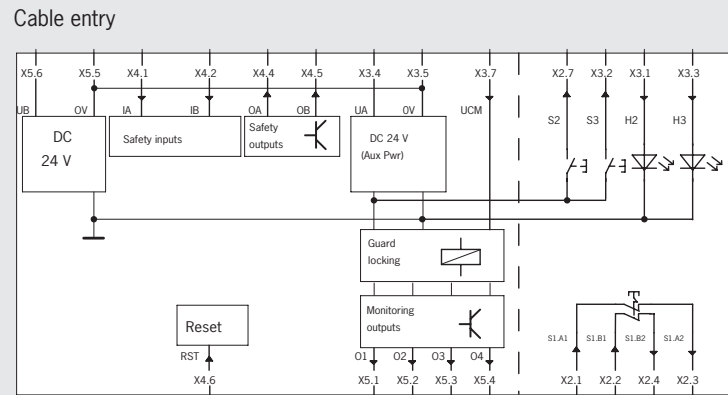 Cable entry
X5.6 X5.5 X4.1 X4.2 X4.4 X4.5 X3.4 X3.5 X3.7 X2.7 X3.2 X3.1 X3.3
UB OV IA IB OA OB UA OV UCM S2 S3 H2 H3
DC
24 V
Safety inputs
Safety
outputs
DC 24 V
(Aux Pwr)
Guard
locking
Monitoring
outputs
Reset
RST
X4.6
O1 O2 O3 O4
X5.1 X5.2 X5.3 X5.4
S1.A1 S1.B1 S1.B2 S1.A2
X2.1 X2.2 X2.4 X2.3